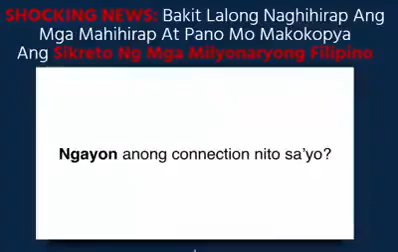 SHOCKING NEWS: Bakit Lalong Naghihirap Ang
Mga Mahihirap At Pano Mo Makokopya
Ang Sikreto Ng Mga Milyonaryong Filipino
Ngayon anong connection nito sa'yo?